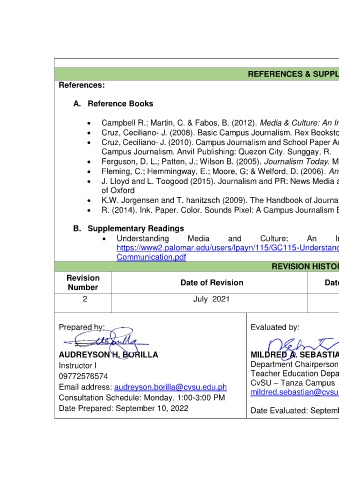 REFERENCES & SUPPL
References:
A. Reference Books
• Campbell R.; Martin, C. & Fabos, B. (2012). Media & Culture: An In
• Cruz, Ceciliano- J. (2008). Basic Campus Journalism. Rex Booksto
• Cruz, Ceciliano- J. (2010). Campus Journalism and School Paper A
Campus Journalism. Anvil Publishing: Quezon City. Sunggay, R.
• Ferguson, D. L.; Patten, J.; Wilson B. (2005). Journalism Today. M
• Fleming, C.; Hemmingway, E.; Moore, G; & Welford, D. (2006). An
• J. Lloyd and L. Toogood (2015). Journalism and PR: News Media a
of Oxford
• K.W. Jorgensen and T. hanitzsch (2009). The Handbook of Journa
• R. (2014). Ink. Paper. Color. Sounds Pixel: A Campus Journalism E
B. Supplementary Readings
• Understanding Media and Culture: An In
https://www2.palomar.edu/users/lpayn/115/GC115-Understand
Communication.pdf
REVISION HISTOR
Revision Number Date of Revision Date
2 July 2021
Prepared by:
AUDREYSON H. BORILLA
Instructor I
09772576574
Email address: audreyson.borilla@cvsu.edu.ph
Consultation Schedule: Monday, 1:00-3:00 PM
Date Prepared: September 10, 2022
Evaluated by:
MILDRED A. SEBASTIA
Department Chairperson
Teacher Education Depa
CvSU – Tanza Campus
mildred.sebastian@cvsu
Date Evaluated: Septemb